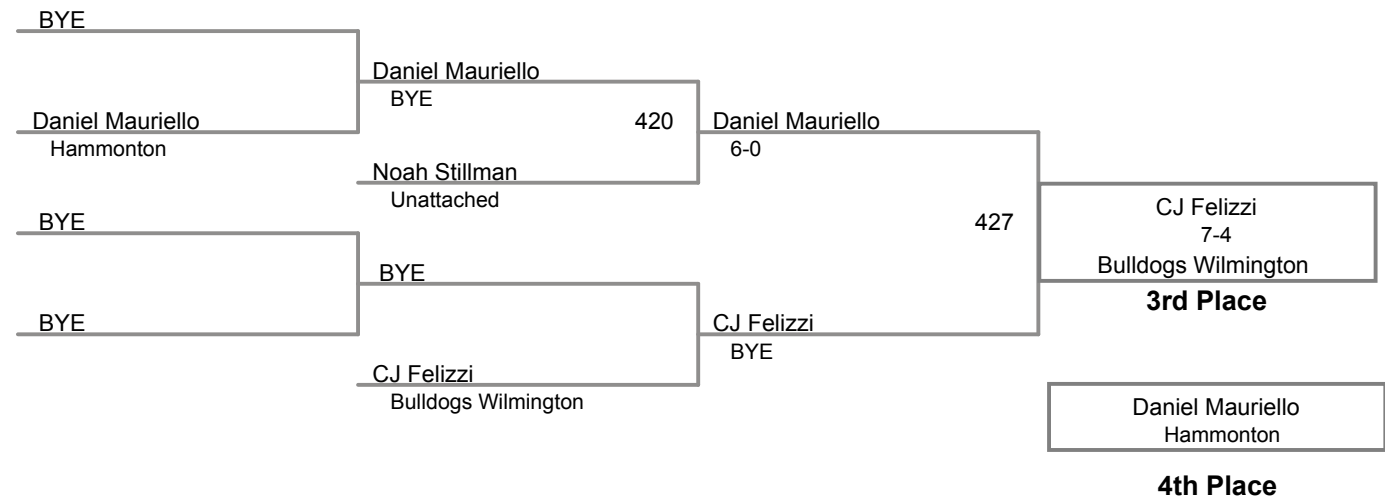 BYE
Daniel Mauriello
BYE
Daniel Mauriello
Hammonton
420
Daniel Mauriello
6-0
Noah Stillman
Unattached
BYE
427
CJ Felizzi
7-4
Bulldogs Wilmington
3rd Place
BYE
BYE
CJ Felizzi
BYE
CJ Felizzi
Bulldogs Wilmington
Daniel Mauriello
Hammonton
4th Place